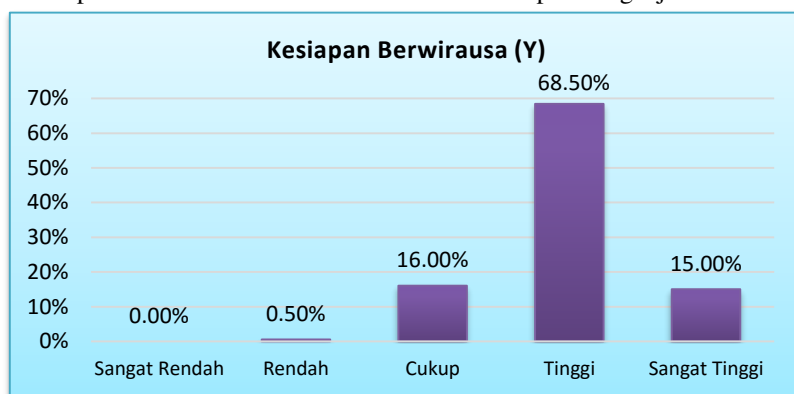 Kesiapan Berwirausa (Y)
70%
60%
50%
40%
30%
20%
10%
0%
0.00%
0.50%
16.00%
68.50%
15.00%
Sangat Rendah
Rendah
Cukup
Tinggi
Sangat Tinggi